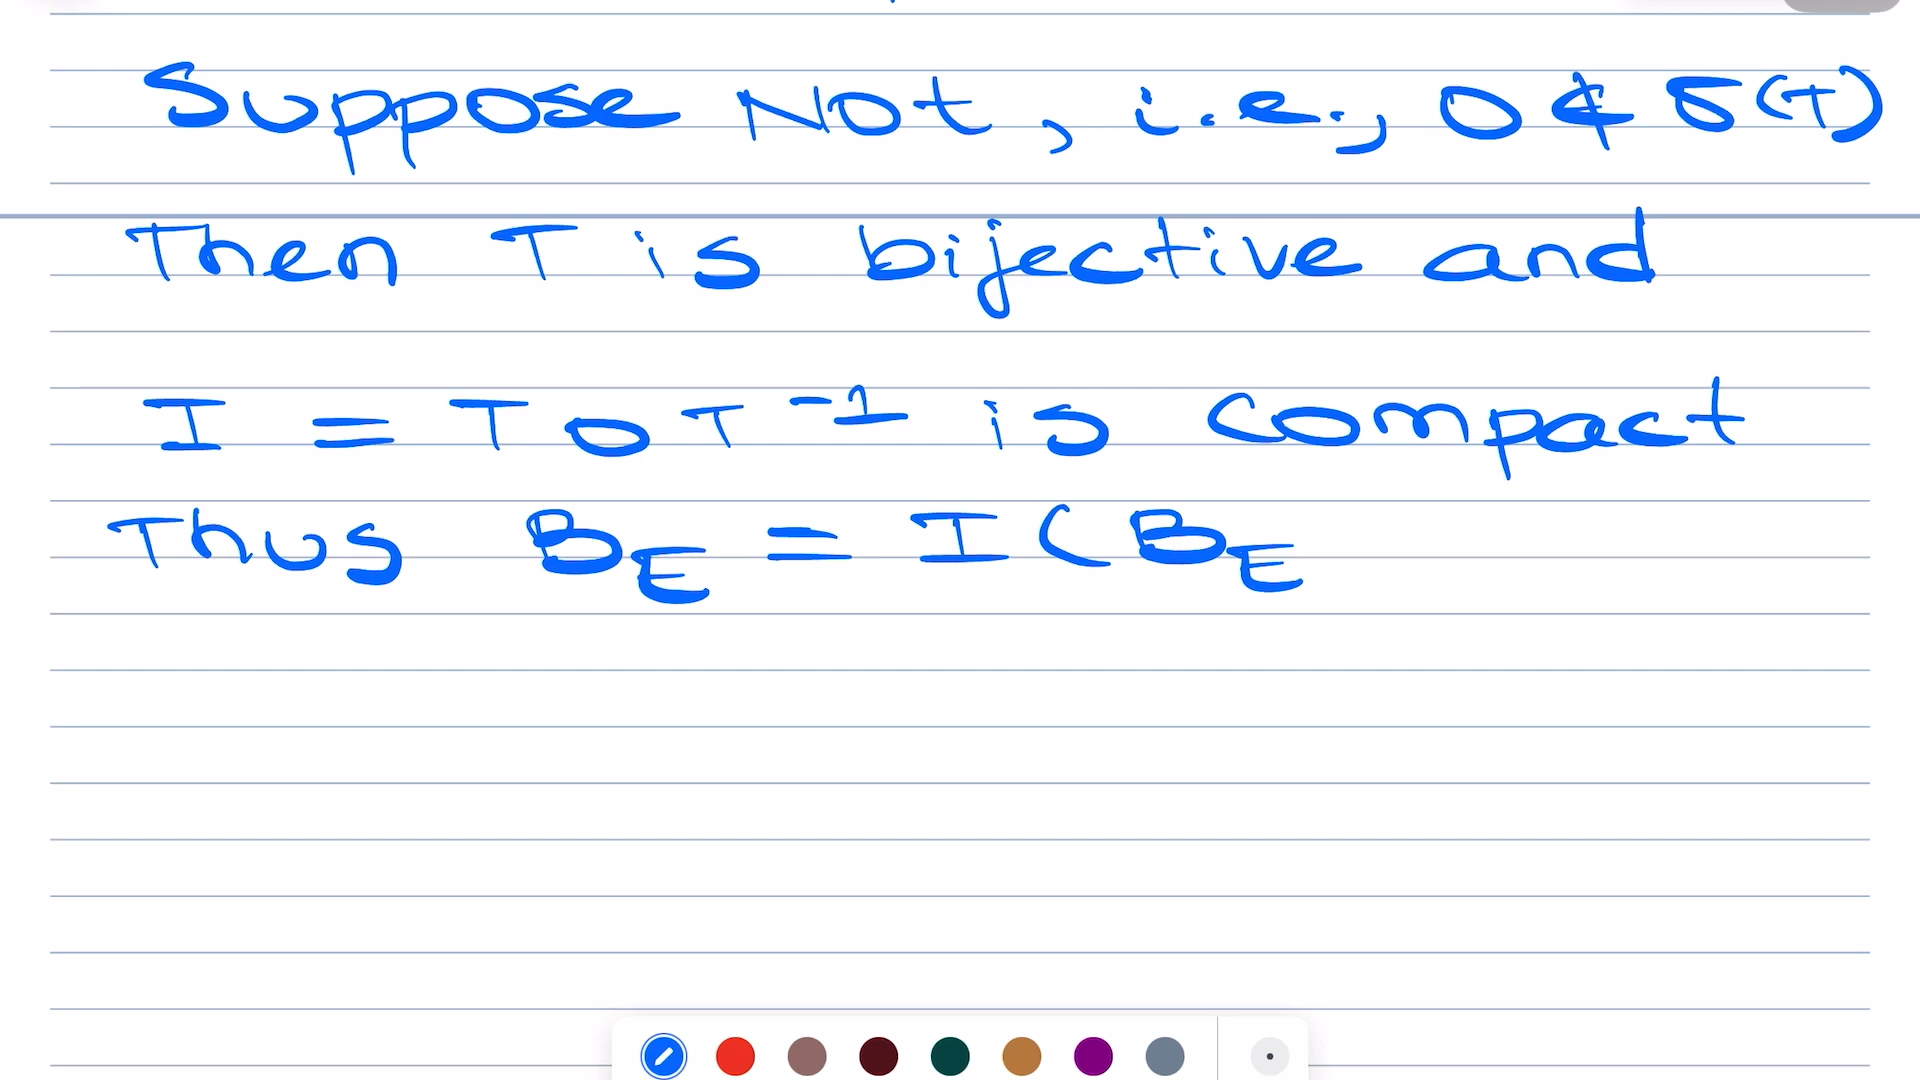 Suppose Not, i.e., 0 ∉ σ(T)
Then T is bijective and
I = T o T⁻¹ is compact
Thus B_E = I(B_E